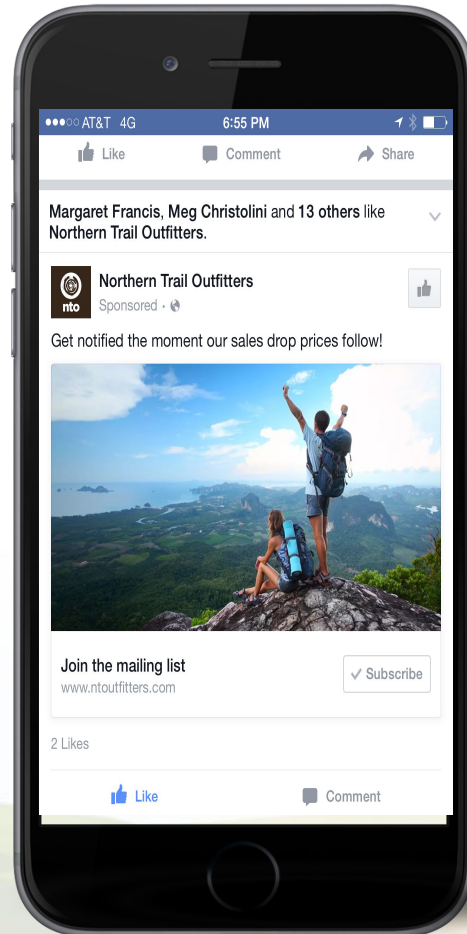 AT&T 4G 6:55 PM
Like Comment Share
Margaret Francis, Meg Christolini and 13 others like
Northern Trail Outfitters.
nto
Northern Trail Outfitters
Sponsored ·
Get notified the moment our sales drop prices follow!
Join the mailing list
www.ntoutfitters.com
Subscribe
2 Likes
Like Comment